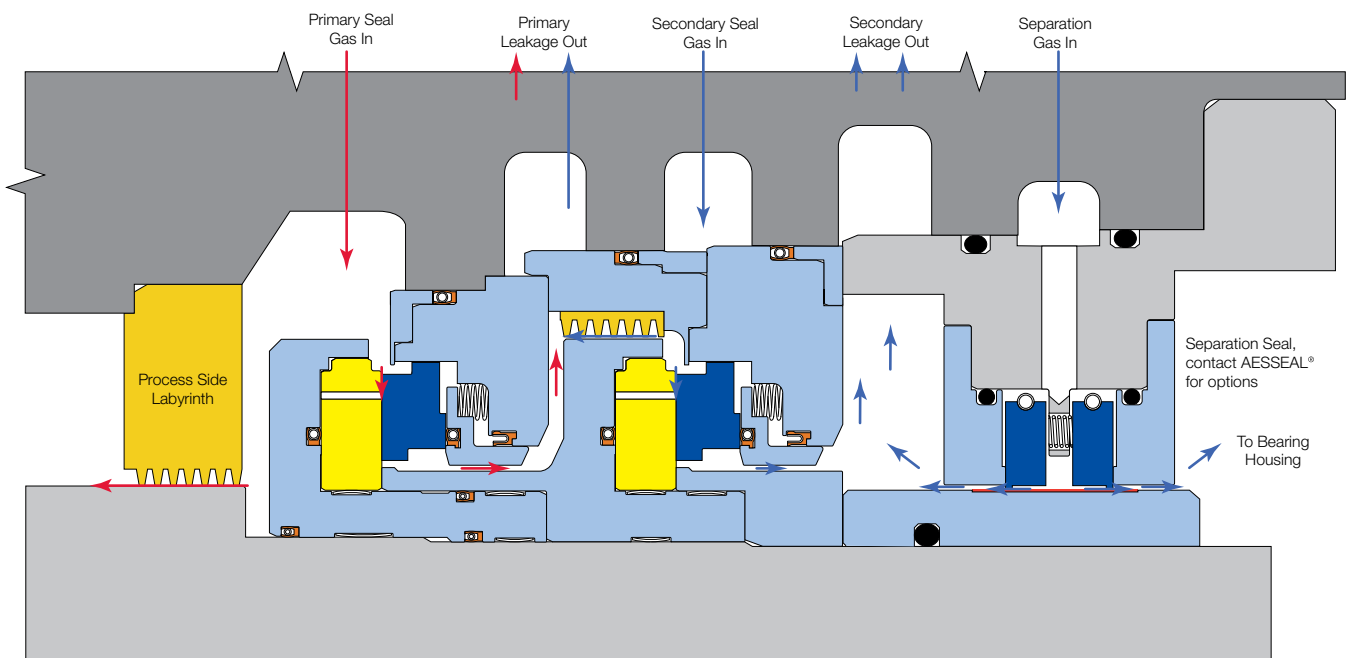 Primary Seal
Gas In
Primary
Leakage Out
Secondary Seal
Gas In
Secondary
Leakage Out
Separation
Gas In
Process Side
Labyrinth
Separation Seal,
contact AESSEAL®
for options
To Bearing
Housing